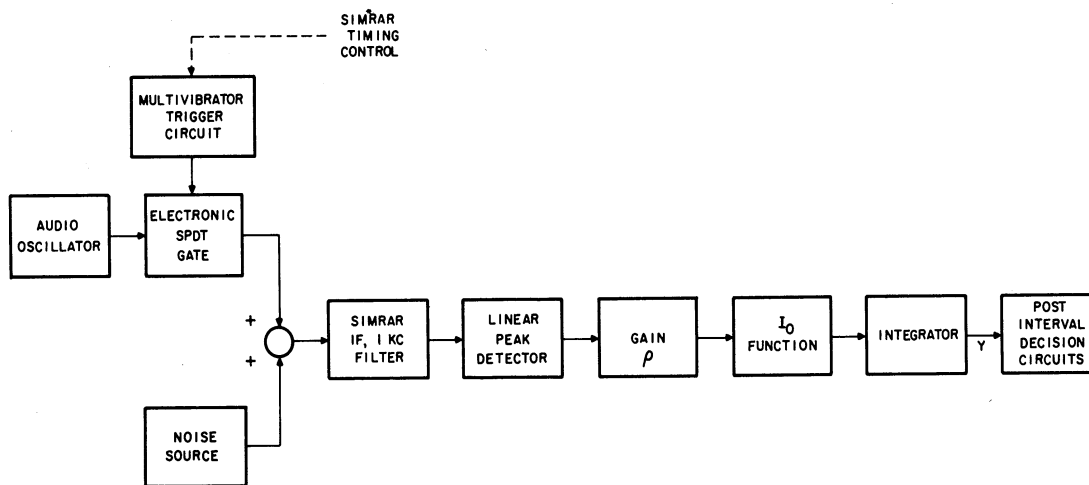 SIMRAR
TIMING
CONTROL
MULTIVIBRATOR
TRIGGER
CIRCUIT
AUDIO
OSCILLATOR
ELECTRONIC
SPDT
GATE
+
+
SIMRAR
IF, 1 KC
FILTER
LINEAR
PEAK
DETECTOR
GAIN
ρ
I₀
FUNCTION
INTEGRATOR
Y
POST
INTERVAL
DECISION
CIRCUITS
NOISE
SOURCE